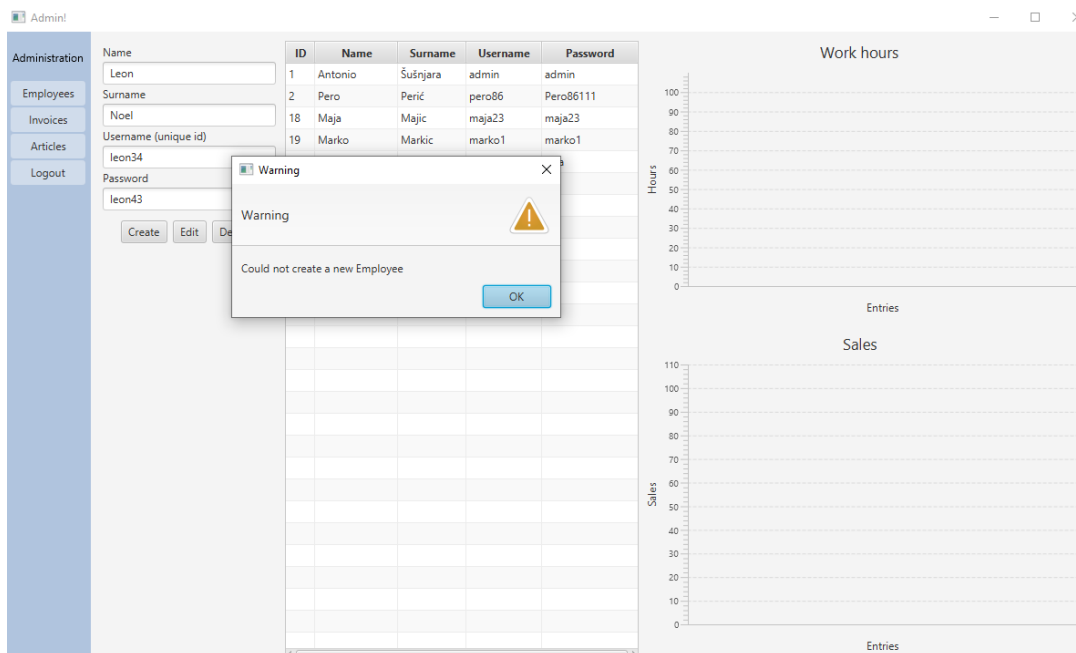 Admin!
Administration
Employees
Invoices
Articles
Logout
Name
Leon
Surname
Noel
Username (unique id)
leon34
Password
leon43
Create Edit
ID Name Surname Username Password
1 Antonio Šušnjara admin admin
2 Pero Perić pero86 Pero86111
18 Maja Majic maja23 maja23
19 Marko Markic marko1 marko1
Warning
Warning
Could not create a new Employee
OK
Work hours
100
90
80
70
60
50
40
30
20
10
0
Hours
Entries
Sales
110
100
90
80
70
60
50
40
30
20
10
0
Sales
Entries